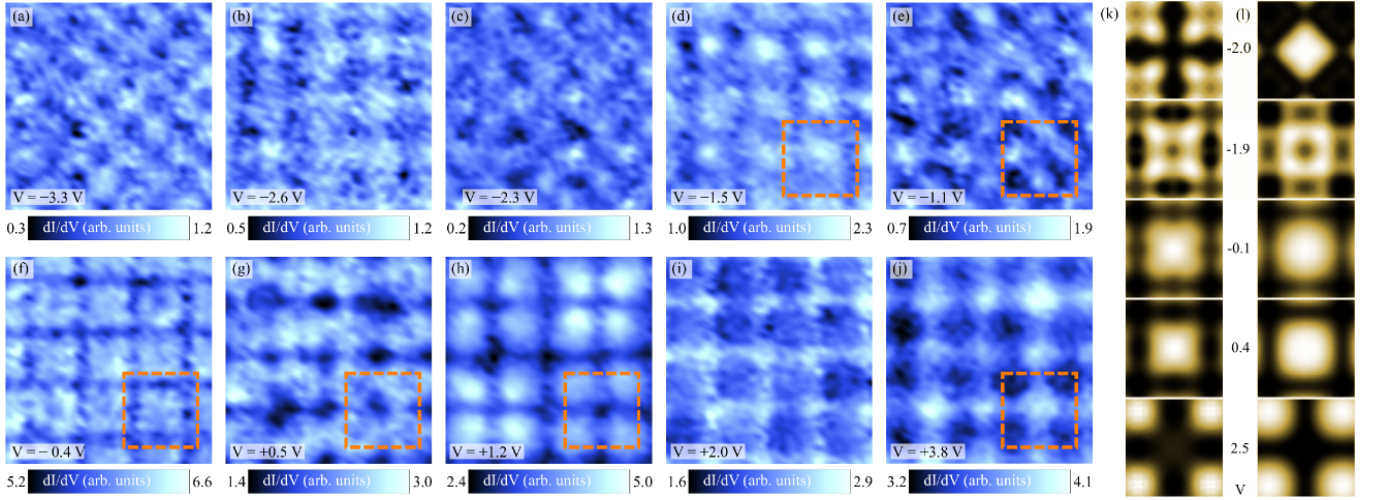 (a) (b) (c) (d) (e) (k) (l)
-2.0
-1.9
V = −3.3 V V = −2.6 V V = −2.3 V V = −1.5 V V = −1.1 V
0.3 dI/dV (arb. units) 1.2 0.5 dI/dV (arb. units) 1.2 0.2 dI/dV (arb. units) 1.3 1.0 dI/dV (arb. units) 2.3 0.7 dI/dV (arb. units) 1.9
-0.1
(f) (g) (h) (i) (j)
0.4
2.5
V = − 0.4 V V = +0.5 V V = +1.2 V V = +2.0 V V = +3.8 V
5.2 dI/dV (arb. units) 6.6 1.4 dI/dV (arb. units) 3.0 2.4 dI/dV (arb. units) 5.0 1.6 dI/dV (arb. units) 2.9 3.2 dI/dV (arb. units) 4.1
V